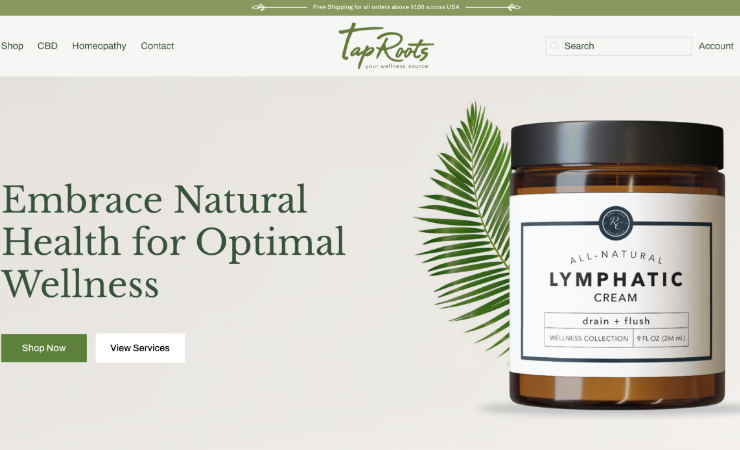 Free Shipping for all orders above $100 across USA
Shop CBD Homeopathy Contact
TapRoots
your wellness source
Search
Account
Embrace Natural
Health for Optimal
Wellness
Shop Now
View Services
RC
ALL-NATURAL
LYMPHATIC
CREAM
drain + flush
WELLNESS COLLECTION 9 FL OZ (266 mL)